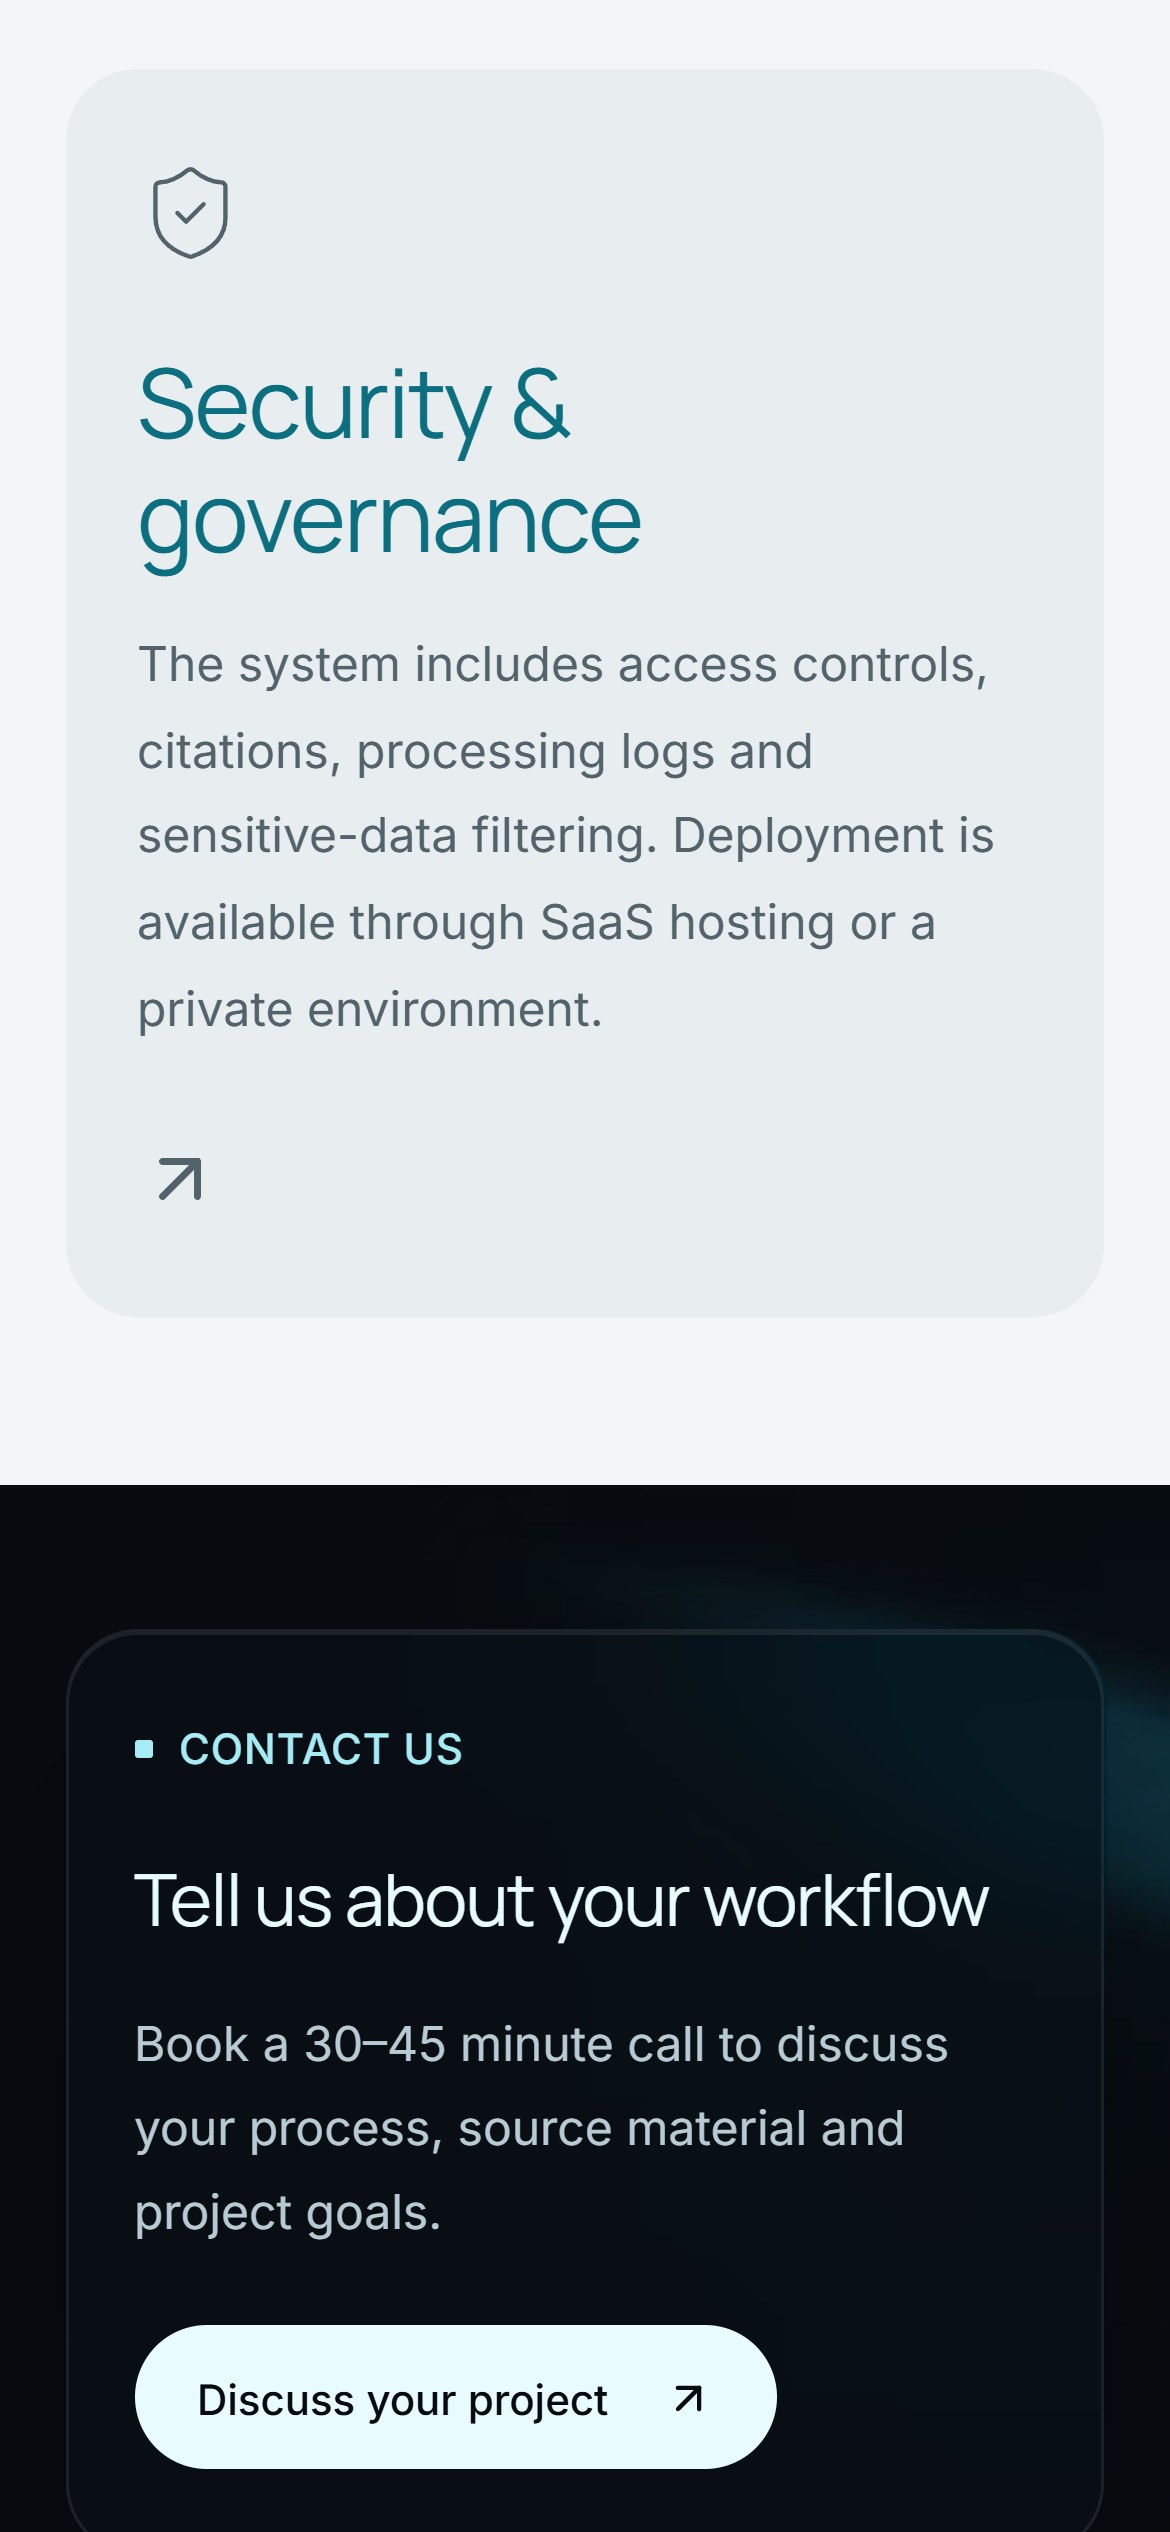 Security &
governance
The system includes access controls,
citations, processing logs and
sensitive-data filtering. Deployment is
available through SaaS hosting or a
private environment.
CONTACT US
Tell us about your workflow
Book a 30–45 minute call to discuss
your process, source material and
project goals.
Discuss your project